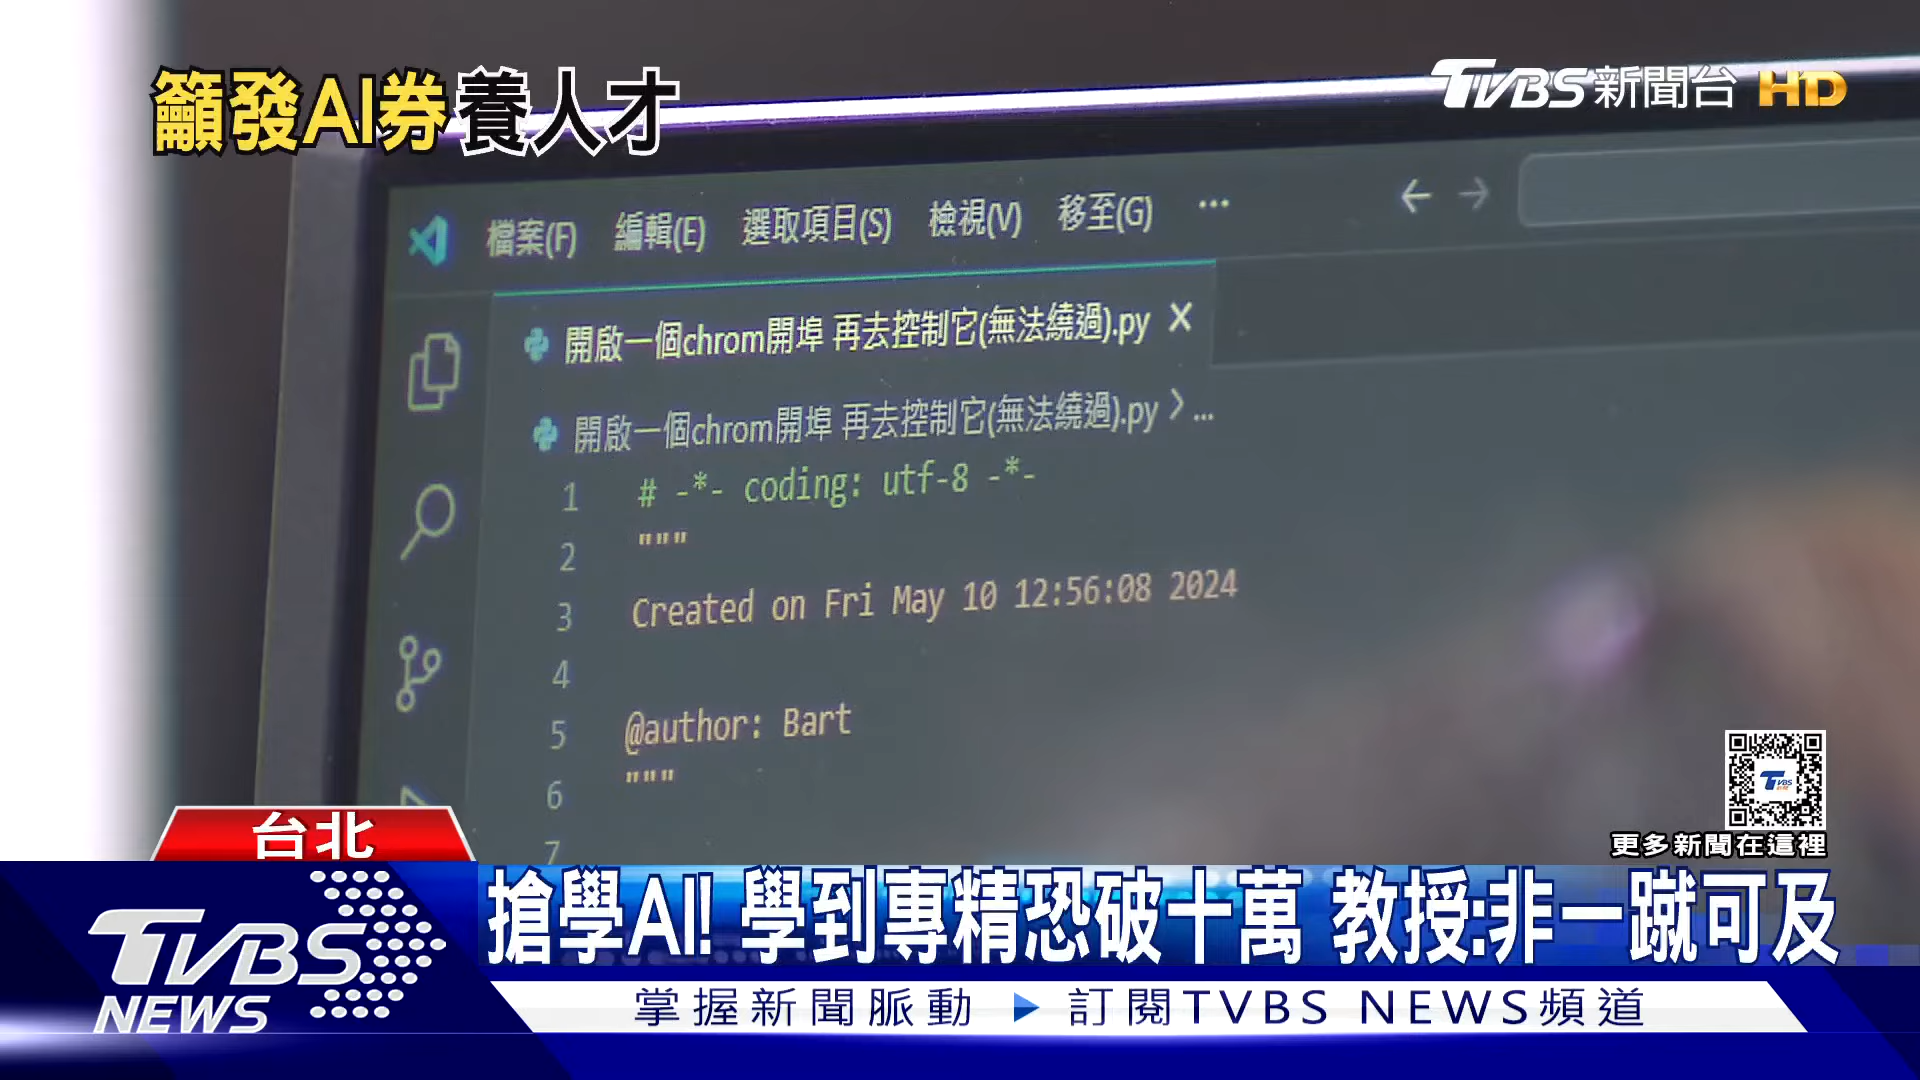 籲發AI券養人才
TVBS新聞台 HD
檔案(F) 編輯(E) 選取項目(S) 檢視(V) 移至(G) ...
開啟一個chrom開埠 再去控制它(無法繞過).py X
開啟一個chrom開埠 再去控制它(無法繞過).py > ...
1 # -*- coding: utf-8 -*-
2 """
3 Created on Fri May 10 12:56:08 2024
4
5 @author: Bart
6 """
7
TVBS
更多新聞在這裡
台北
搶學AI! 學到專精恐破十萬 教授:非一蹴可及
TVBS NEWS
掌握新聞脈動 ▶ 訂閱TVBS NEWS頻道